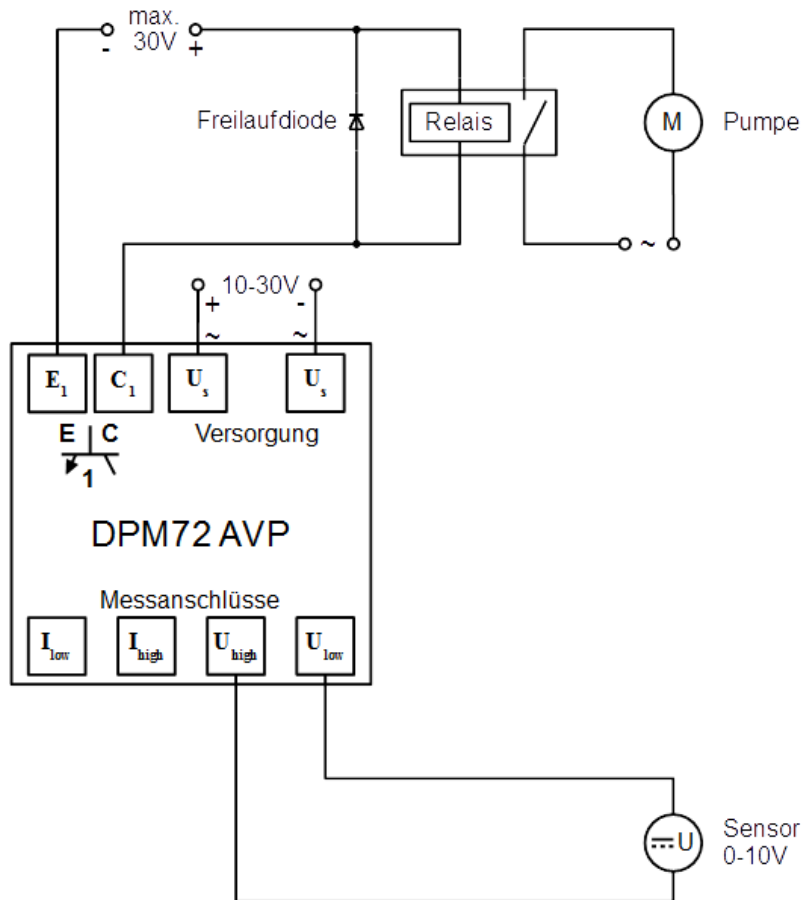 max.
30V
- +
Freilaufdiode
Relais
M
Pumpe
~
10-30V
+ -
~ ~
E1 C1 Us Us
E C
1
Versorgung
DPM72 AVP
Messanschlüsse
Ilow Ihigh Uhigh Ulow
U
Sensor
0-10V